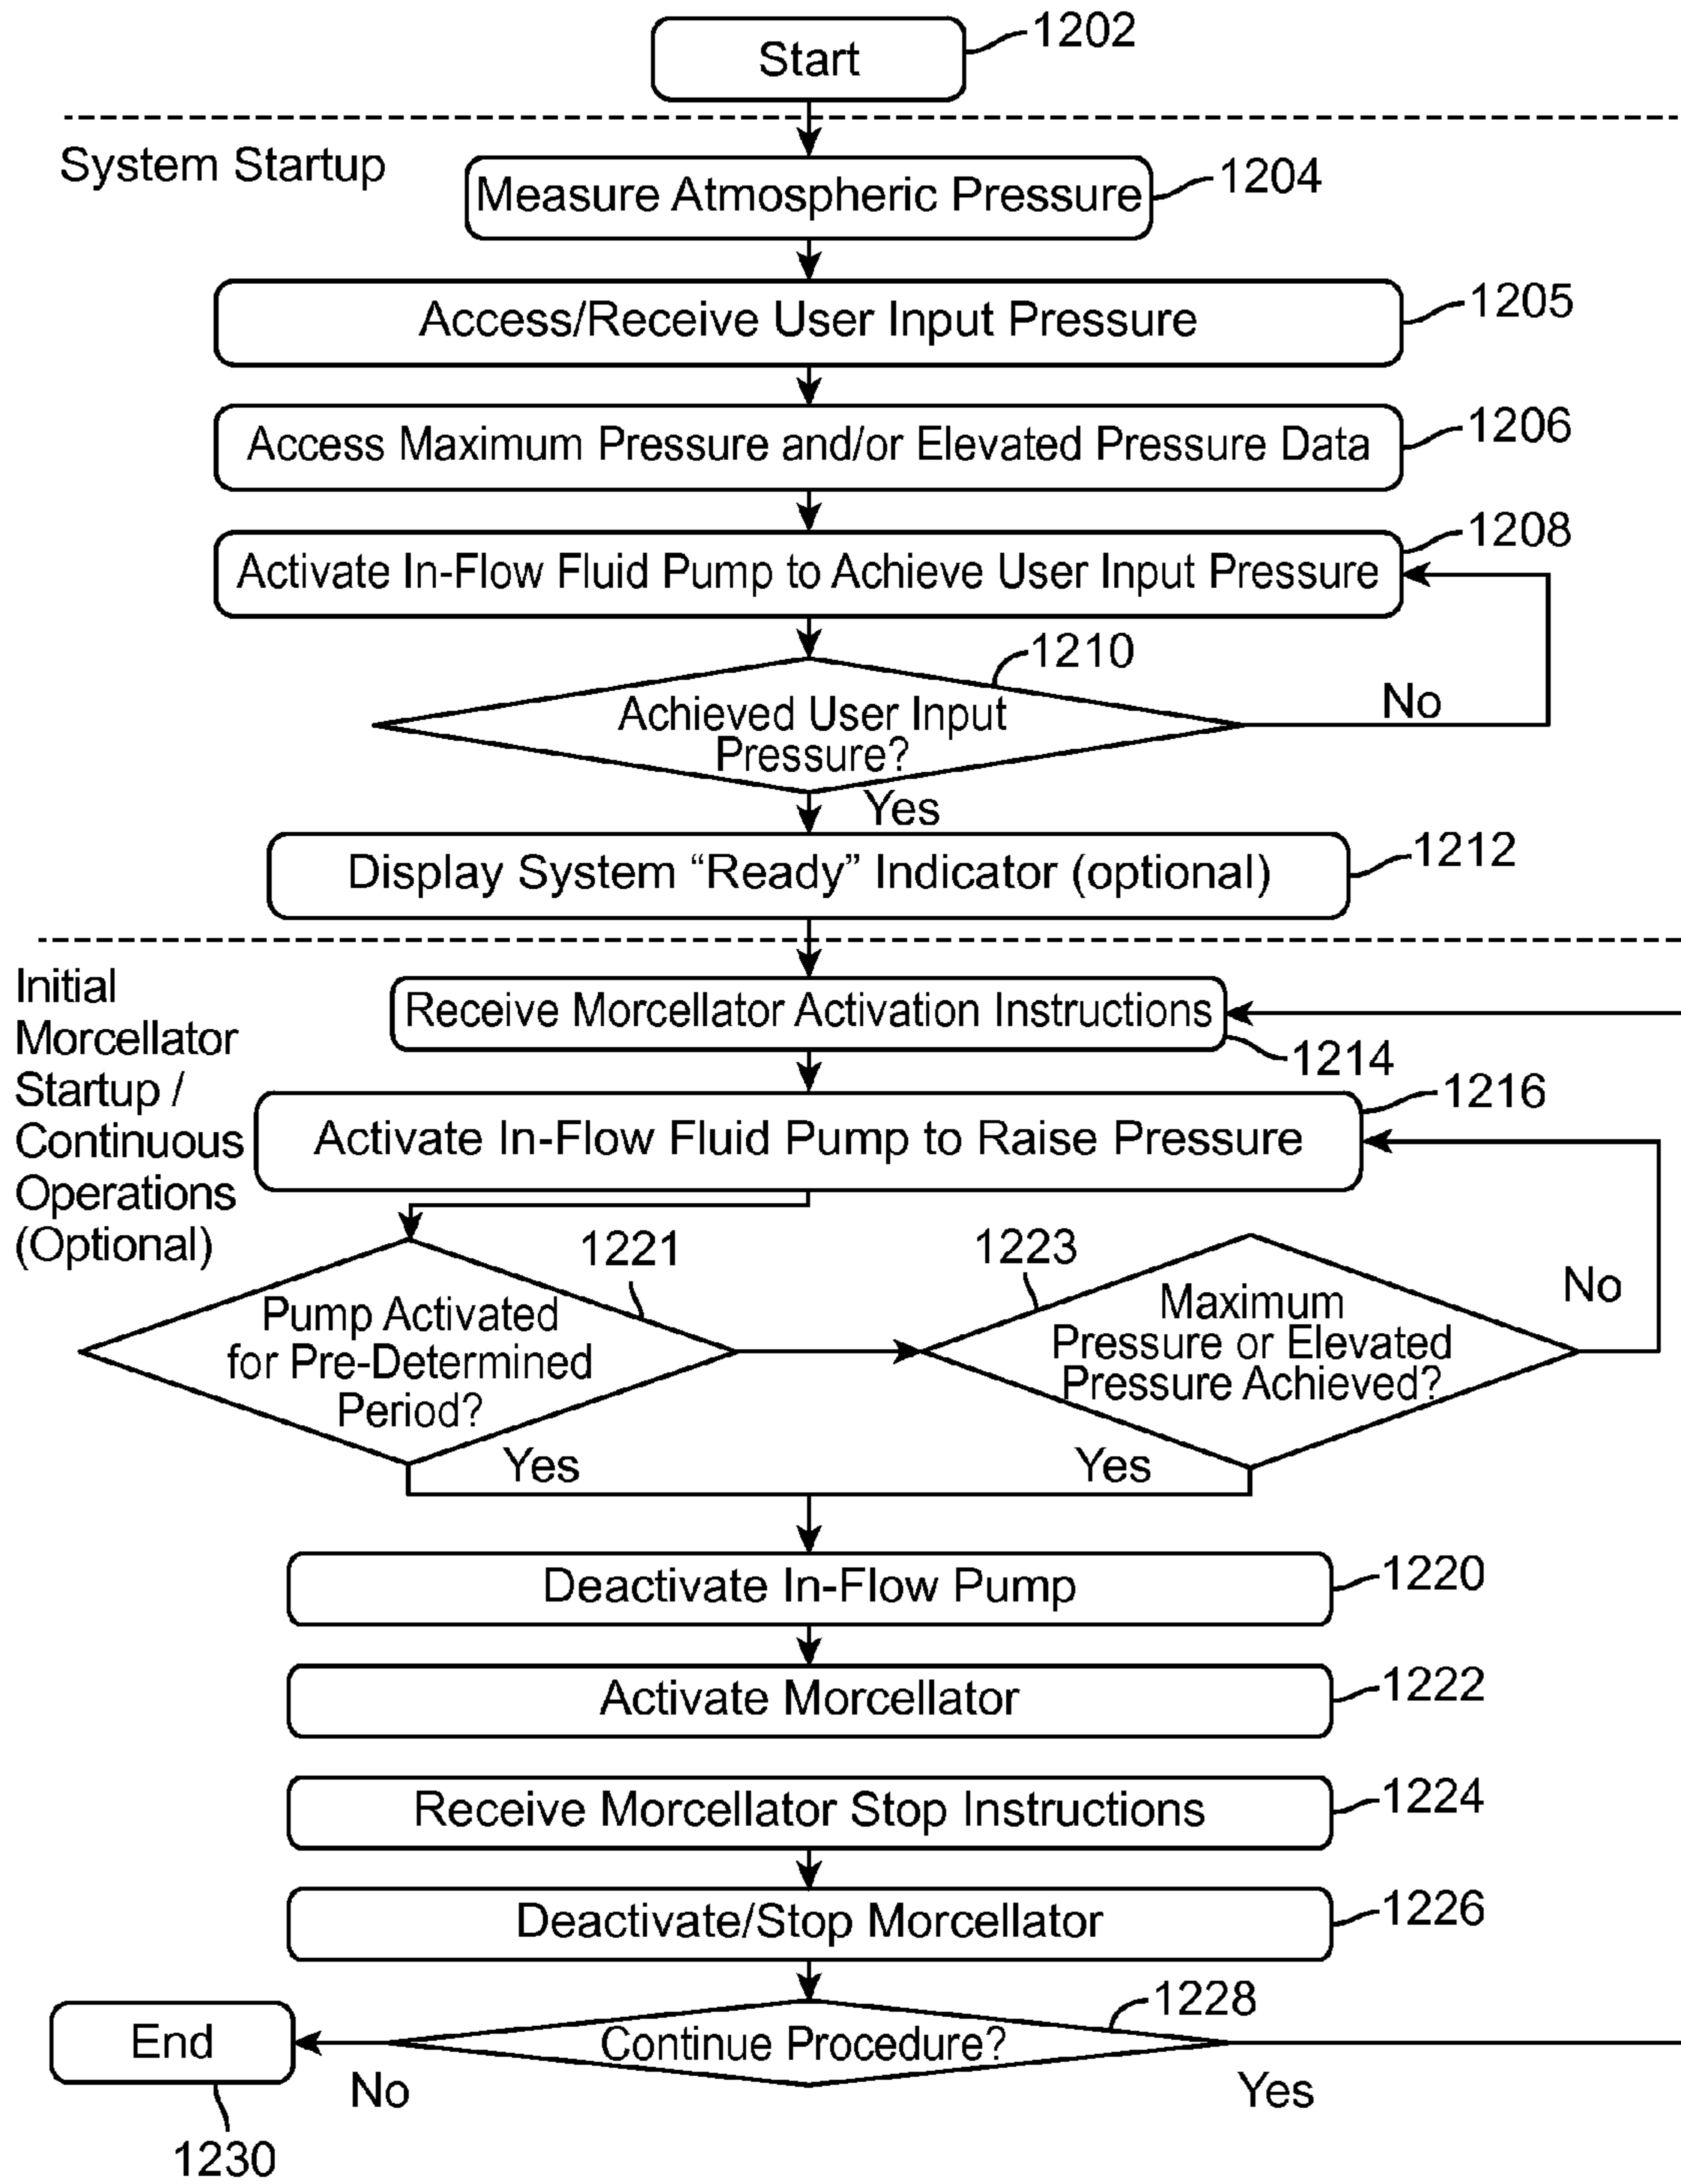 Start
1202
System Startup
Measure Atmospheric Pressure
1204
Access/Receive User Input Pressure
1205
Access Maximum Pressure and/or Elevated Pressure Data
1206
Activate In-Flow Fluid Pump to Achieve User Input Pressure
1208
1210
Achieved User Input
Pressure?
No
Yes
Display System “Ready” Indicator (optional)
1212
Initial
Morcellator
Startup /
Continuous
Operations
(Optional)
Receive Morcellator Activation Instructions
1214
Activate In-Flow Fluid Pump to Raise Pressure
1216
1221
Pump Activated
for Pre-Determined
Period?
Yes
1223
Maximum
Pressure or Elevated
Pressure Achieved?
No
Yes
Deactivate In-Flow Pump
1220
Activate Morcellator
1222
Receive Morcellator Stop Instructions
1224
Deactivate/Stop Morcellator
1226
1228
Continue Procedure?
End
No
Yes
1230